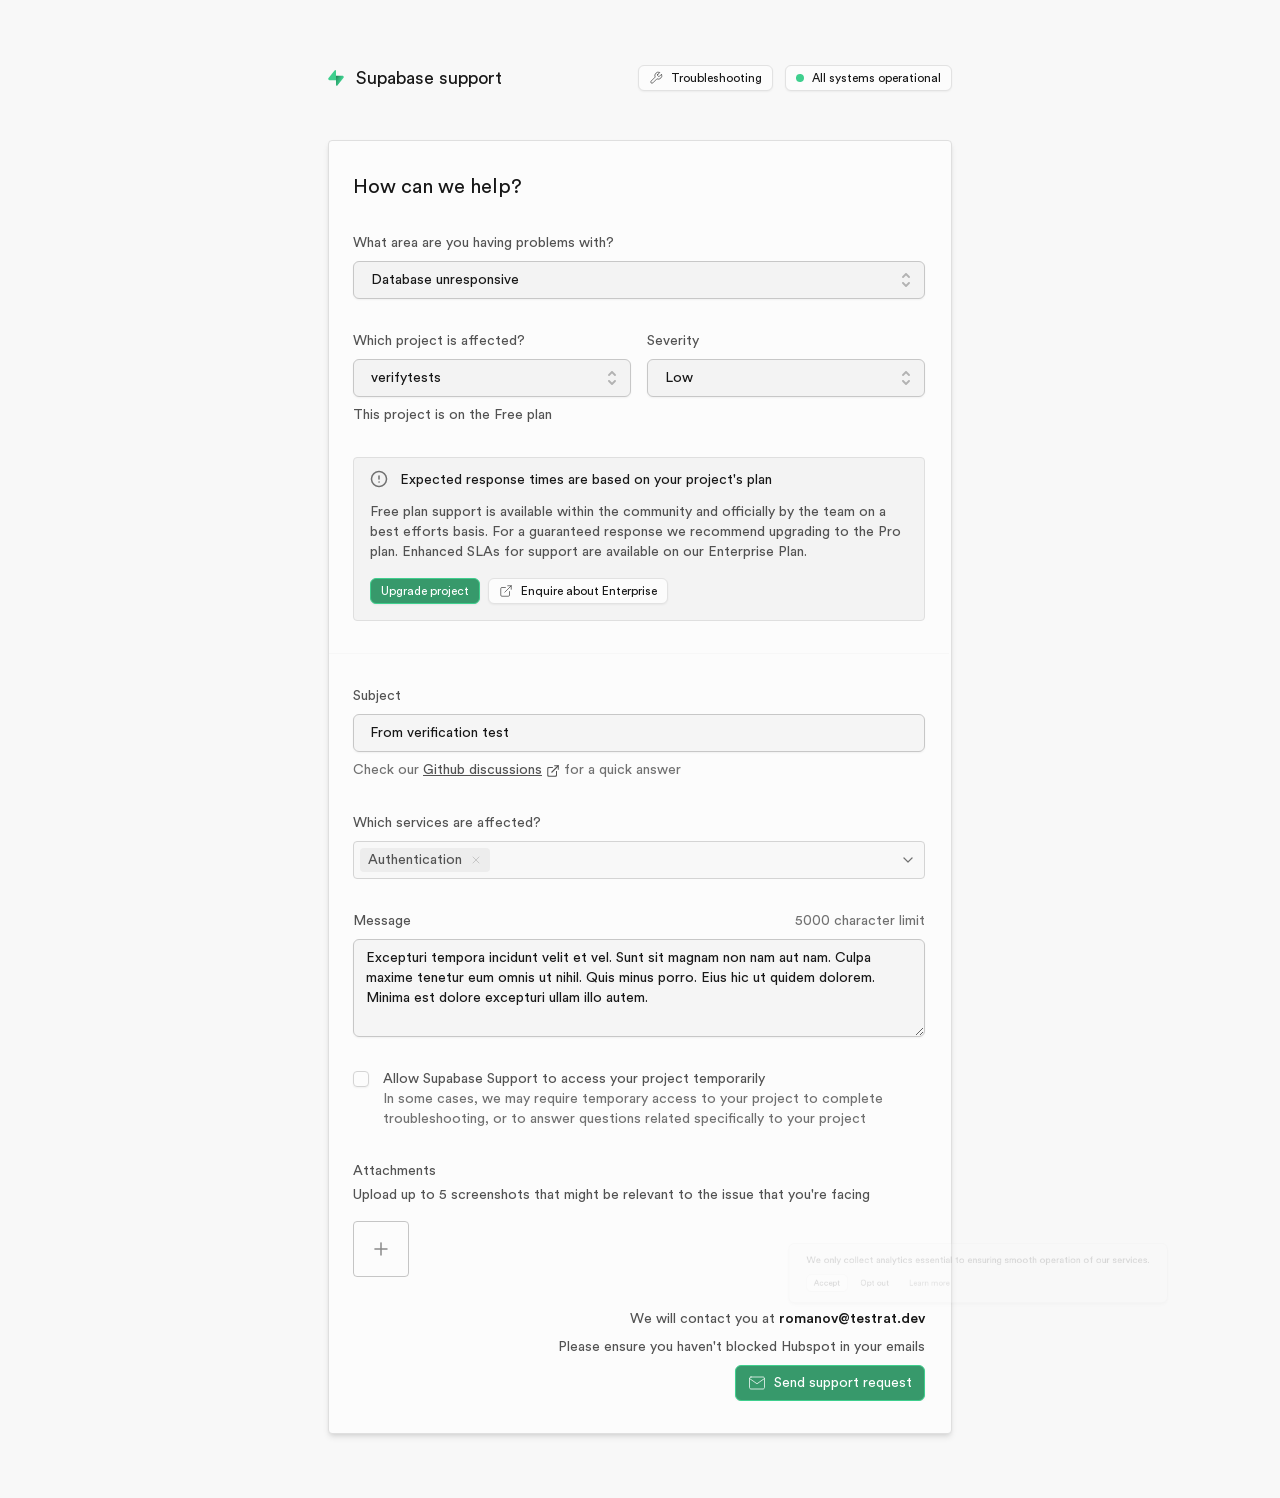 Supabase support
Troubleshooting
All systems operational
How can we help?
What area are you having problems with?
Database unresponsive
Which project is affected?
Severity
verifytests
Low
This project is on the Free plan
Expected response times are based on your project's plan
Free plan support is available within the community and officially by the team on a
best efforts basis. For a guaranteed response we recommend upgrading to the Pro
plan. Enhanced SLAs for support are available on our Enterprise Plan.
Upgrade project
Enquire about Enterprise
Subject
From verification test
Check our Github discussions for a quick answer
Which services are affected?
Authentication
Message
5000 character limit
Excepturi tempora incidunt velit et vel. Sunt sit magnam non nam aut nam. Culpa
maxime tenetur eum omnis ut nihil. Quis minus porro. Eius hic ut quidem dolorem.
Minima est dolore excepturi ullam illo autem.
Allow Supabase Support to access your project temporarily
In some cases, we may require temporary access to your project to complete
troubleshooting, or to answer questions related specifically to your project
Attachments
Upload up to 5 screenshots that might be relevant to the issue that you're facing
We only collect analytics essential to ensuring smooth operation of our services.
Accept
Opt out
Learn more
We will contact you at romanov@testrat.dev
Please ensure you haven't blocked Hubspot in your emails
Send support request